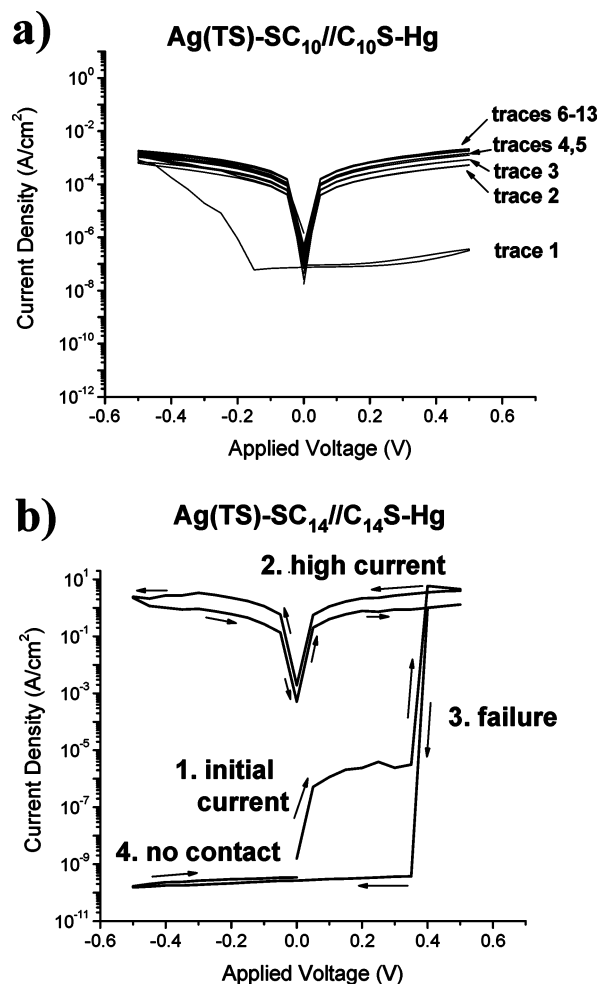 a)
Ag(TS)-SC₁₀//C₁₀S-Hg
Current Density (A/cm²)
10⁰
10⁻²
10⁻⁴
10⁻⁶
10⁻⁸
10⁻¹⁰
10⁻¹²
traces 6-13
traces 4,5
trace 3
trace 2
trace 1
-0.6 -0.4 -0.2 0.0 0.2 0.4 0.6
Applied Voltage (V)
b)
Ag(TS)-SC₁₄//C₁₄S-Hg
Current Density (A/cm²)
10¹
10⁻¹
10⁻³
10⁻⁵
10⁻⁷
10⁻⁹
10⁻¹¹
2. high current
3. failure
1. initial
current
4. no contact
-0.6 -0.4 -0.2 0.0 0.2 0.4 0.6
Applied Voltage (V)